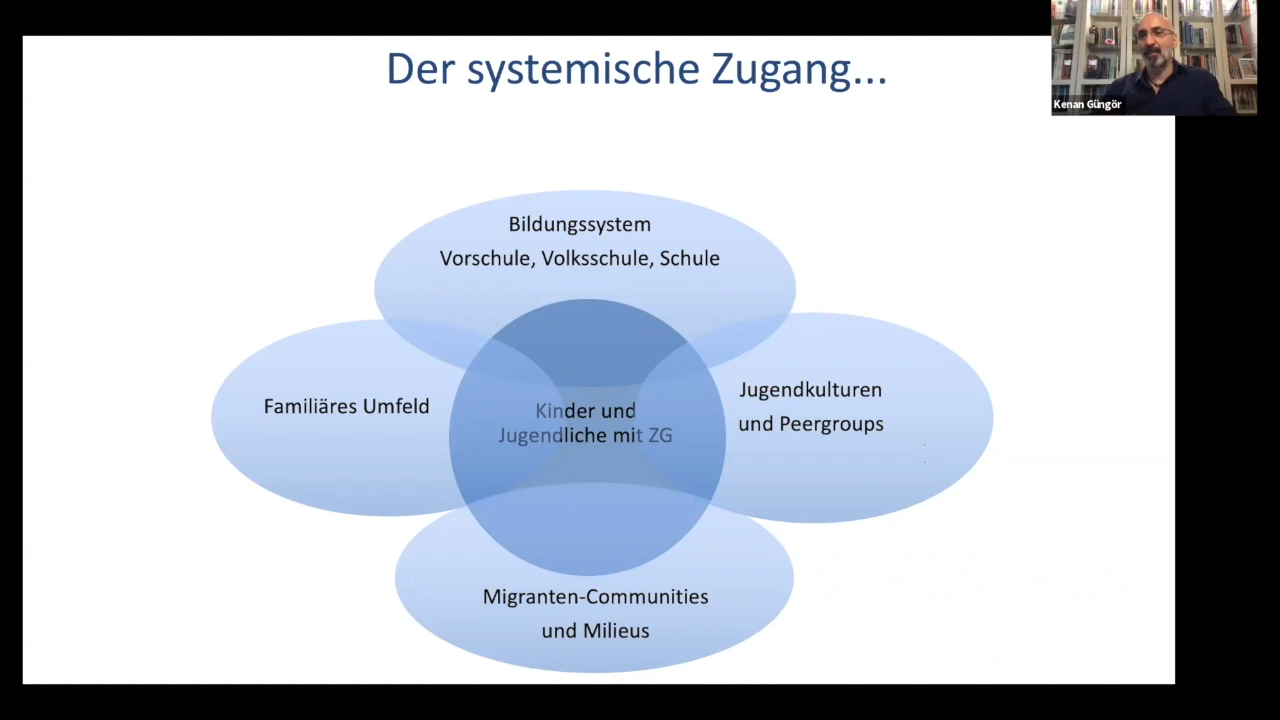 Der systemische Zugang...
Kenan Güngör
Bildungssystem
Vorschule, Volksschule, Schule
Familiäres Umfeld
Kinder und
Jugendliche mit ZG
Jugendkulturen
und Peergroups
Migranten-Communities
und Milieus